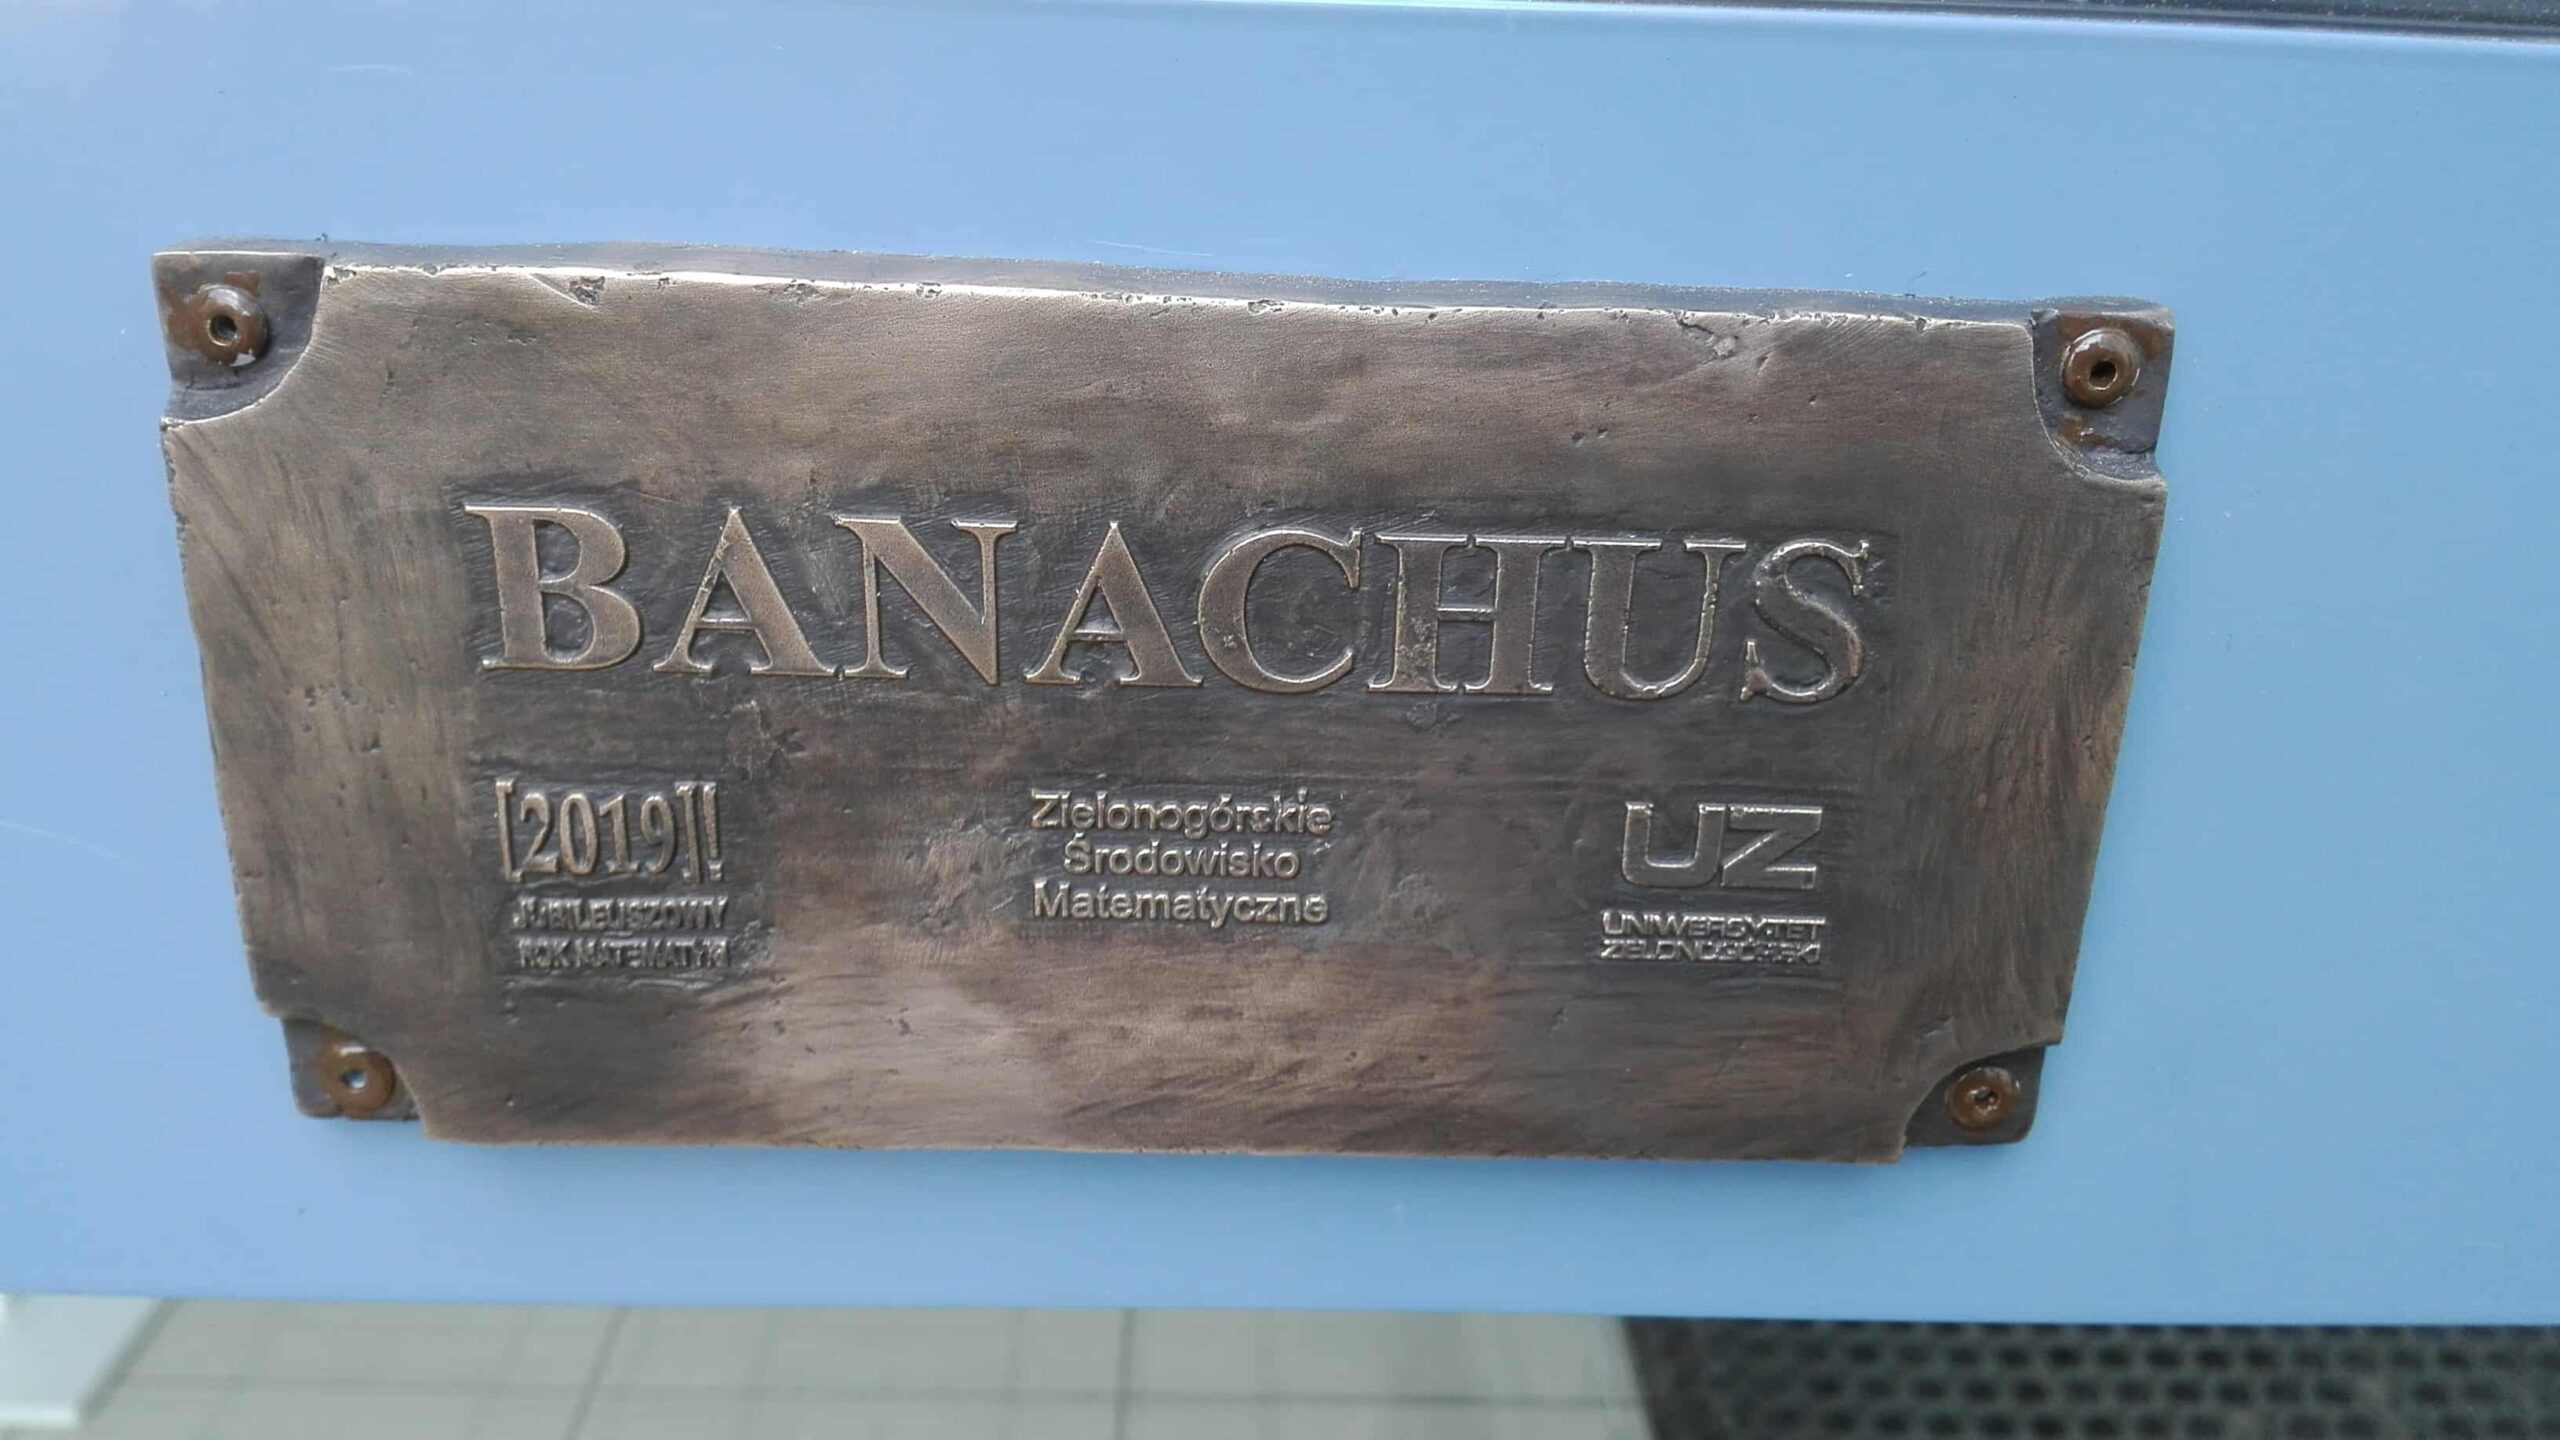 BANACHUS
[2019]!
JUBILEUSZOWY
ROK MATEMATYKI
Zielonogórskie
Środowisko
Matematyczne
UZ
UNIWERSYTET
ZIELONOGÓRSKI